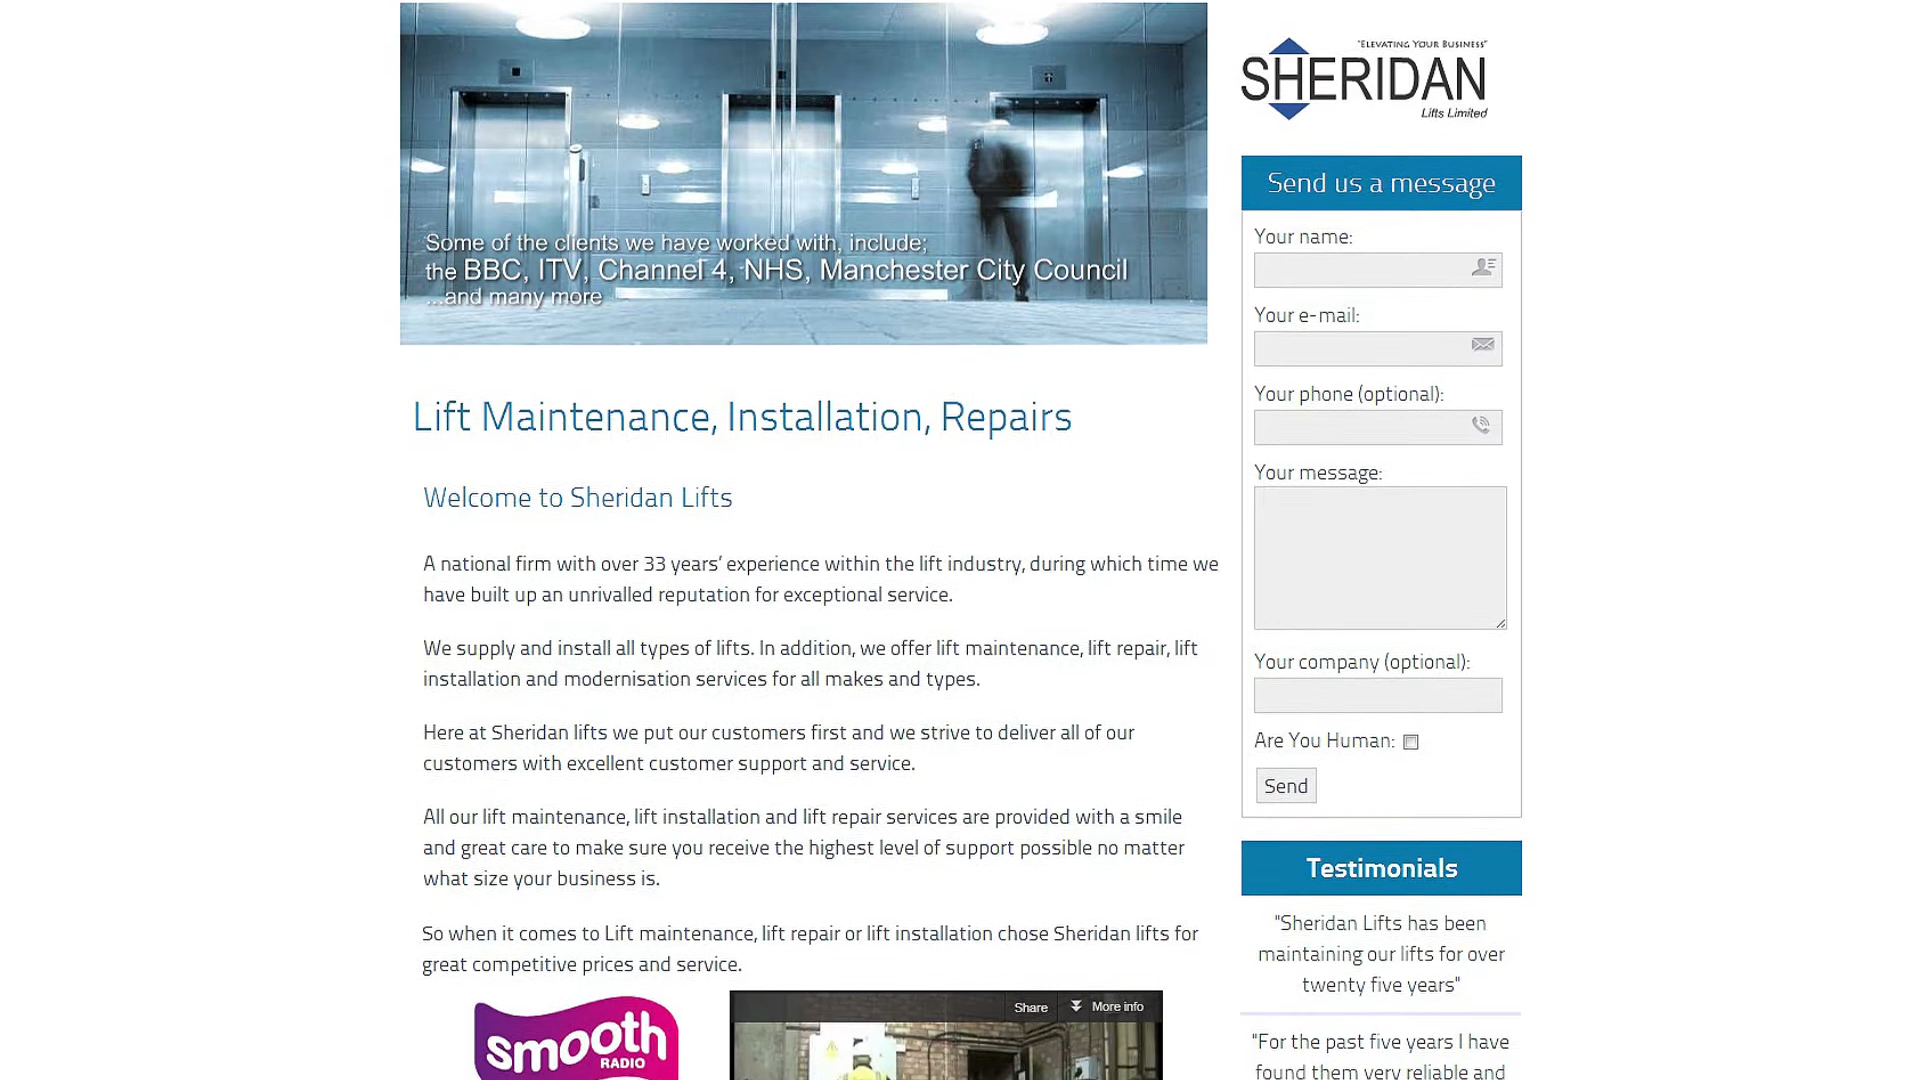 Some of the clients we have worked with, include;
the BBC, ITV, Channel 4, NHS, Manchester City Council
...and many more
Lift Maintenance, Installation, Repairs
Welcome to Sheridan Lifts
A national firm with over 33 years’ experience within the lift industry, during which time we
have built up an unrivalled reputation for exceptional service.
We supply and install all types of lifts. In addition, we offer lift maintenance, lift repair, lift
installation and modernisation services for all makes and types.
Here at Sheridan lifts we put our customers first and we strive to deliver all of our
customers with excellent customer support and service.
All our lift maintenance, lift installation and lift repair services are provided with a smile
and great care to make sure you receive the highest level of support possible no matter
what size your business is.
So when it comes to Lift maintenance, lift repair or lift installation chose Sheridan lifts for
great competitive prices and service.
smooth
RADIO
Share
More info
"ELEVATING YOUR BUSINESS"
SHERIDAN
Lifts Limited
Send us a message
Your name:
Your e-mail:
Your phone (optional):
Your message:
Your company (optional):
Are You Human:
Send
Testimonials
"Sheridan Lifts has been
maintaining our lifts for over
twenty five years"
"For the past five years I have
found them very reliable and